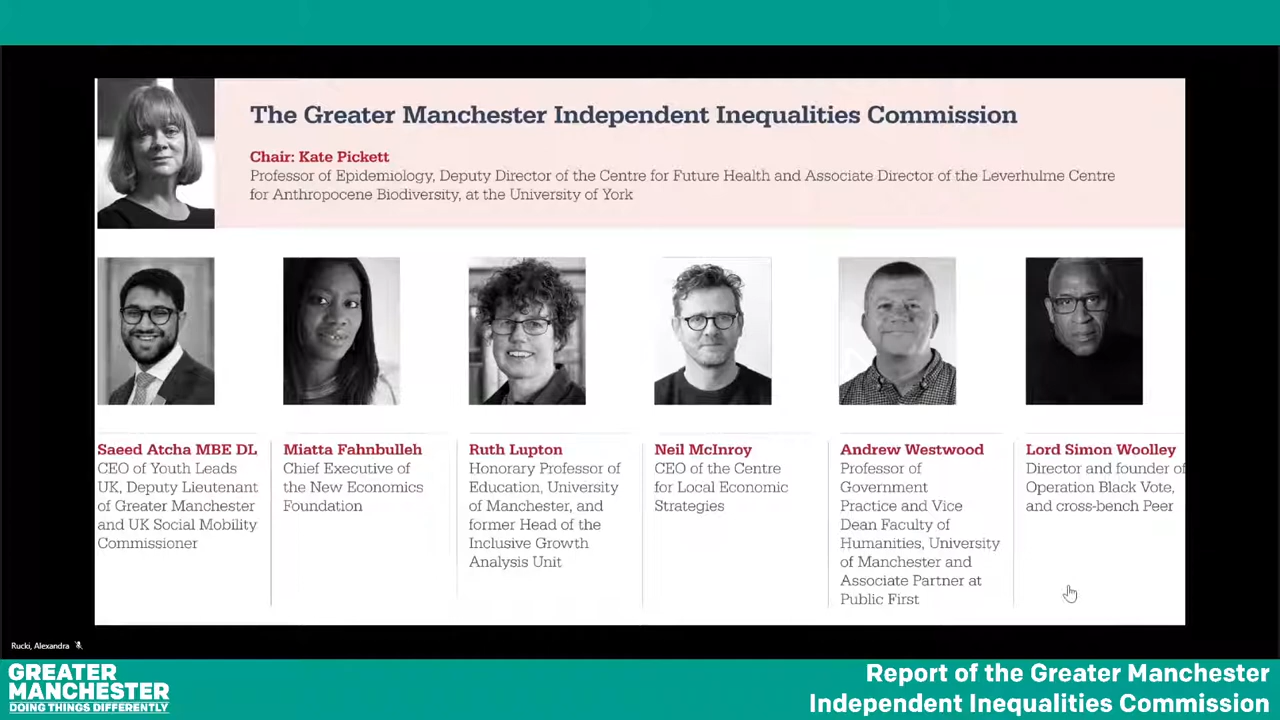 The Greater Manchester Independent Inequalities Commission
Chair: Kate Pickett
Professor of Epidemiology, Deputy Director of the Centre for Future Health and Associate Director of the Leverhulme Centre
for Anthropocene Biodiversity, at the University of York
Saeed Atcha MBE DL
CEO of Youth Leads
UK, Deputy Lieutenant
of Greater Manchester
and UK Social Mobility
Commissioner
Miatta Fahnbulleh
Chief Executive of
the New Economics
Foundation
Ruth Lupton
Honorary Professor of
Education, University
of Manchester, and
former Head of the
Inclusive Growth
Analysis Unit
Neil McInroy
CEO of the Centre
for Local Economic
Strategies
Andrew Westwood
Professor of
Government
Practice and Vice
Dean Faculty of
Humanities, University
of Manchester and
Associate Partner at
Public First
Lord Simon Woolley
Director and founder of
Operation Black Vote,
and cross-bench Peer
Rucki, Alexandra
GREATER
MANCHESTER
DOING THINGS DIFFERENTLY
Report of the Greater Manchester
Independent Inequalities Commission